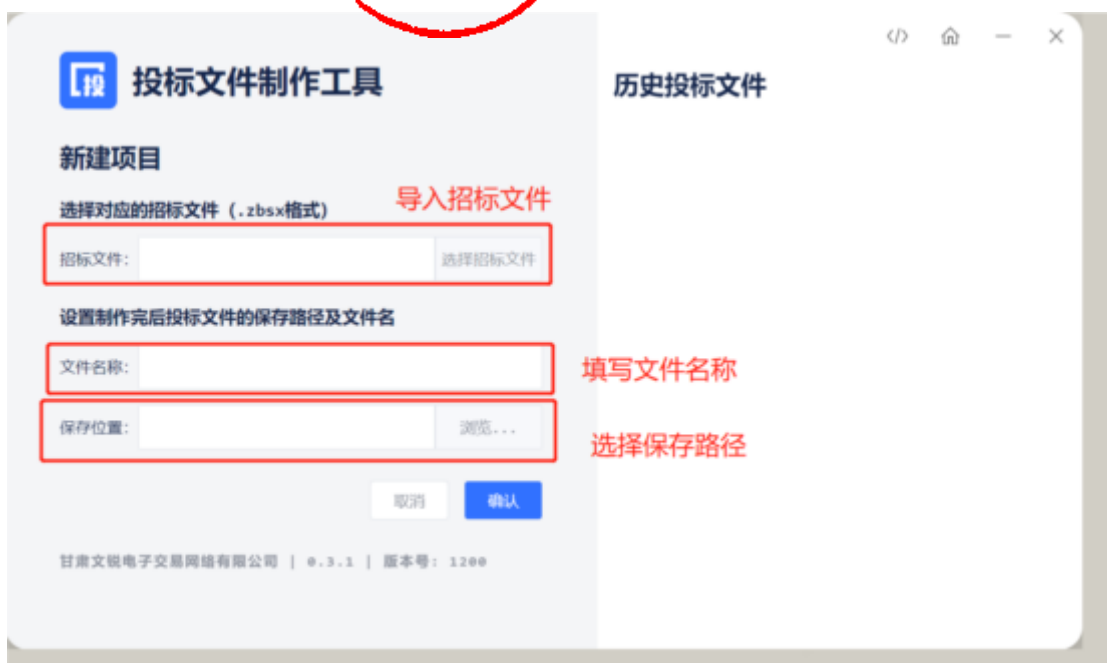 投标文件制作工具
历史投标文件
新建项目
选择对应的招标文件（.zbsx格式）
导入招标文件
招标文件：
选择招标文件
设置制作完后投标文件的保存路径及文件名
文件名称：
填写文件名称
保存位置：
浏览...
选择保存路径
取消
确认
甘肃文锐电子交易网络有限公司 | 0.3.1 | 版本号: 1200